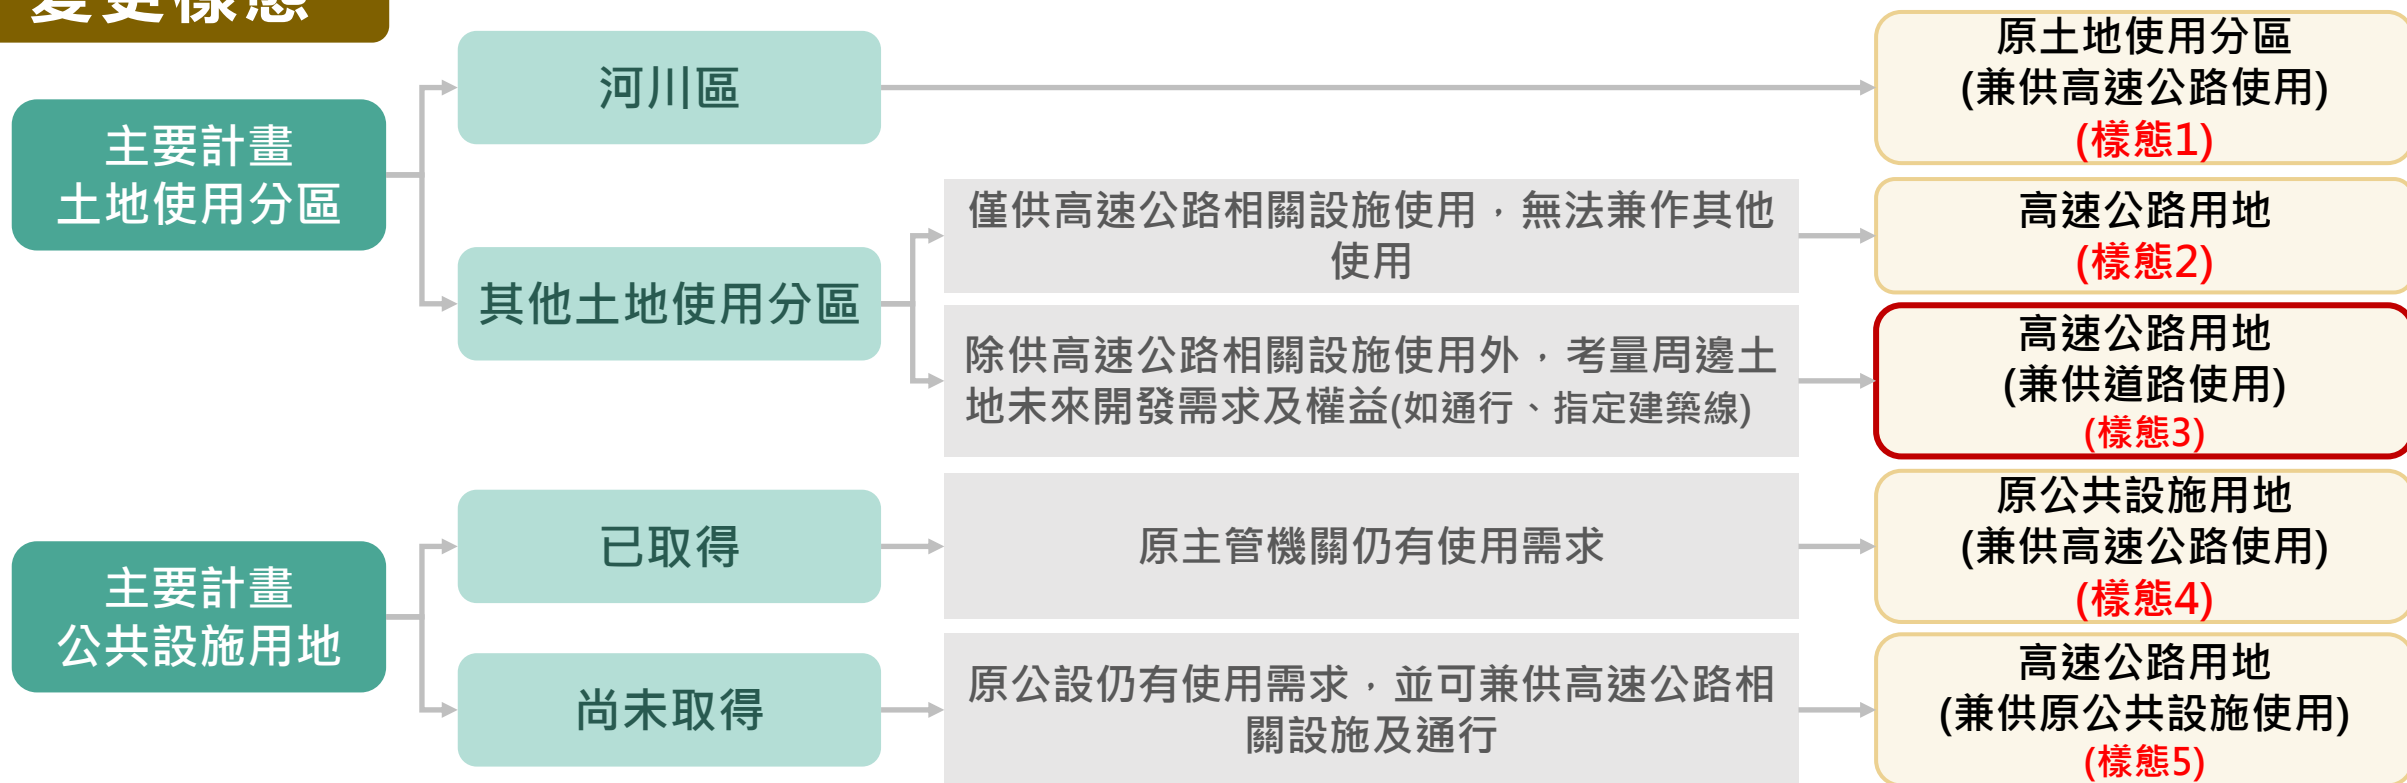 變更樣態
主要計畫
土地使用分區
河川區
原土地使用分區
(兼供高速公路使用)
(樣態1)
其他土地使用分區
僅供高速公路相關設施使用，無法兼作其他
使用
高速公路用地
(樣態2)
除供高速公路相關設施使用外，考量周邊土
地未來開發需求及權益(如通行、指定建築線)
高速公路用地
(兼供道路使用)
(樣態3)
主要計畫
公共設施用地
已取得
原主管機關仍有使用需求
原公共設施用地
(兼供高速公路使用)
(樣態4)
尚未取得
原公設仍有使用需求，並可兼供高速公路相
關設施及通行
高速公路用地
(兼供原公共設施使用)
(樣態5)